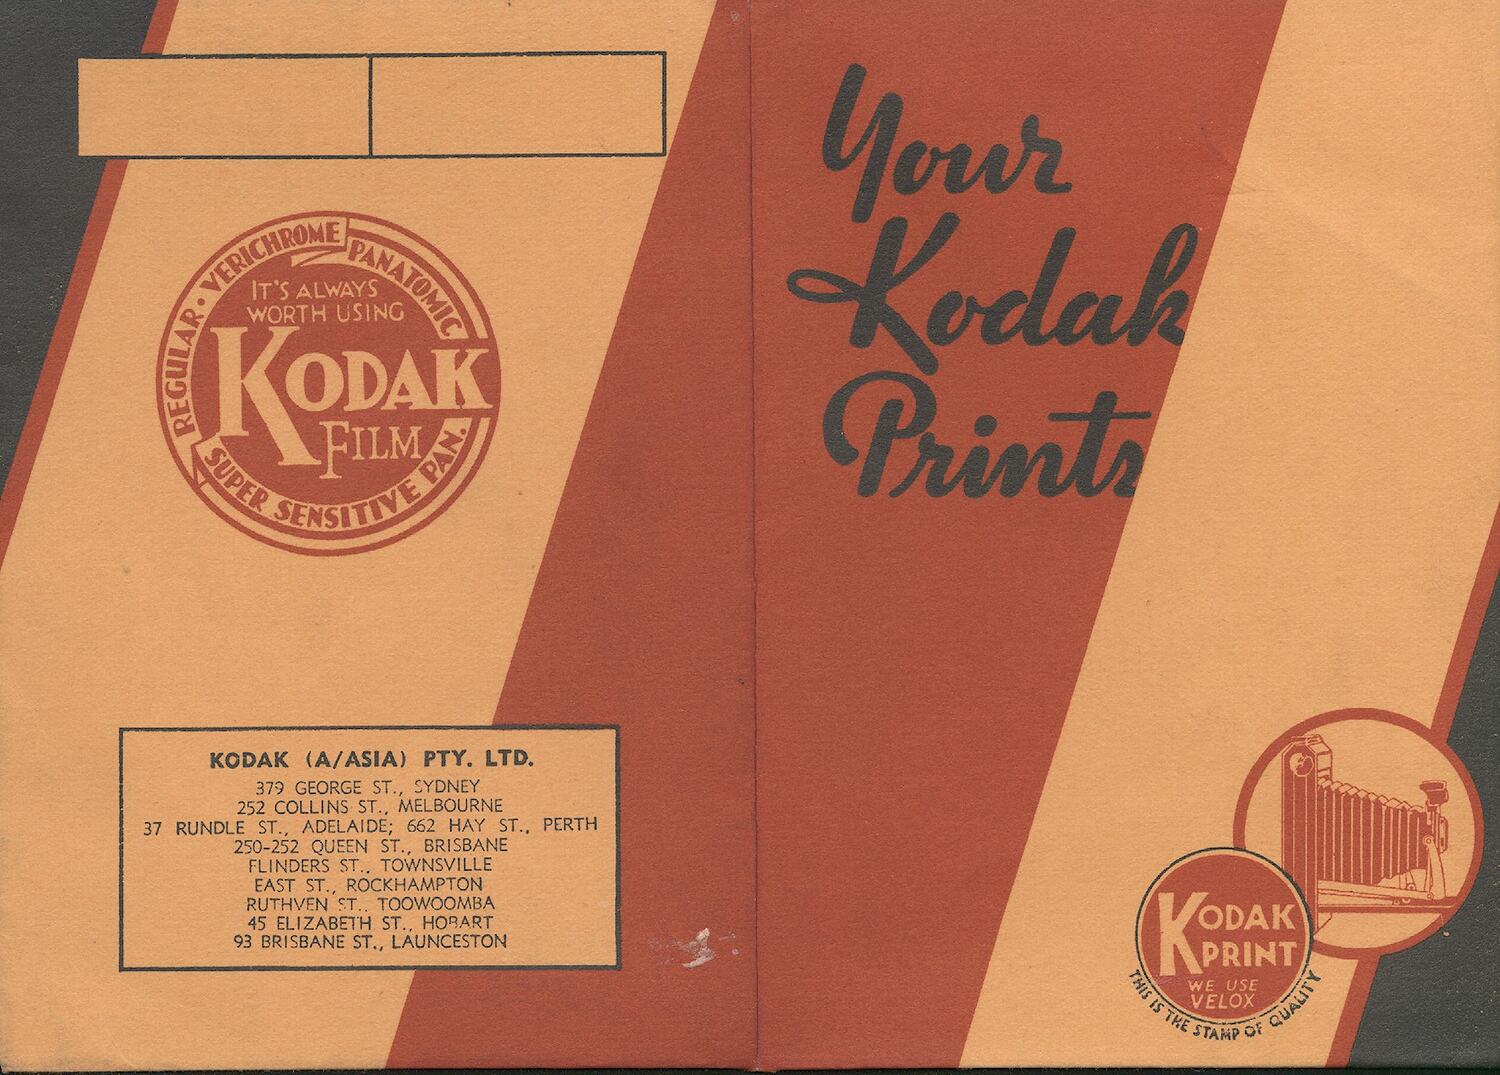 REGULAR · VERICHROME PANATOMIC
IT'S ALWAYS
WORTH USING
KODAK
FILM
SUPER SENSITIVE PAN.
KODAK (A/ASIA) PTY. LTD.
379 GEORGE ST., SYDNEY
252 COLLINS ST., MELBOURNE
37 RUNDLE ST., ADELAIDE; 662 HAY ST., PERTH
250-252 QUEEN ST., BRISBANE
FLINDERS ST., TOWNSVILLE
EAST ST., ROCKHAMPTON
RUTHVEN ST., TOOWOOMBA
45 ELIZABETH ST., HOBART
93 BRISBANE ST., LAUNCESTON
Your
Kodak
Prints
KODAK
PRINT
WE USE
VELOX
THIS IS THE STAMP OF QUALITY